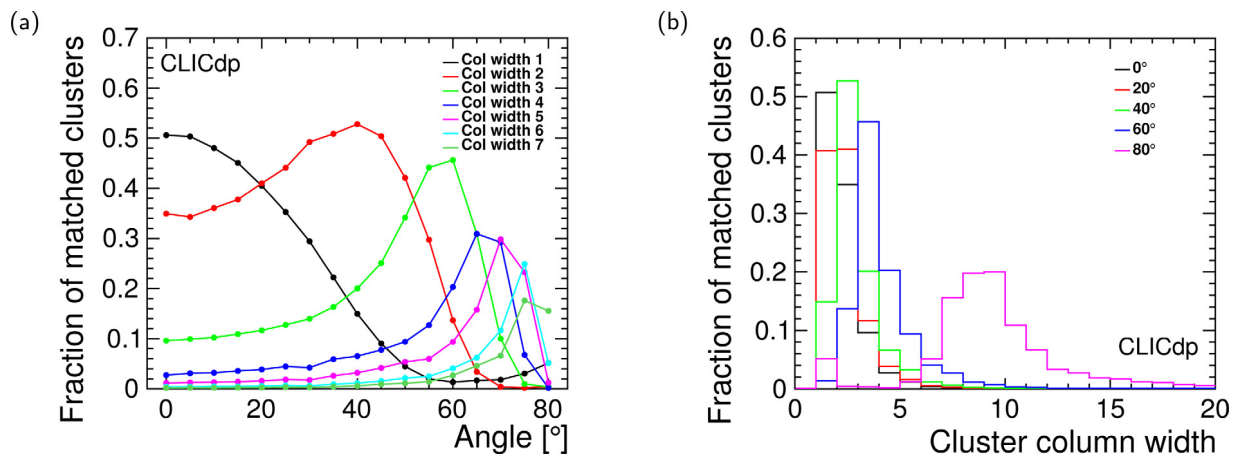 (a)
Fraction of matched clusters
0.7
0.6
0.5
0.4
0.3
0.2
0.1
0
CLICdp
Col width 1
Col width 2
Col width 3
Col width 4
Col width 5
Col width 6
Col width 7
0 20 40 60 80
Angle [°]
(b)
Fraction of matched clusters
0.6
0.5
0.4
0.3
0.2
0.1
0
0°
20°
40°
60°
80°
CLICdp
0 5 10 15 20
Cluster column width